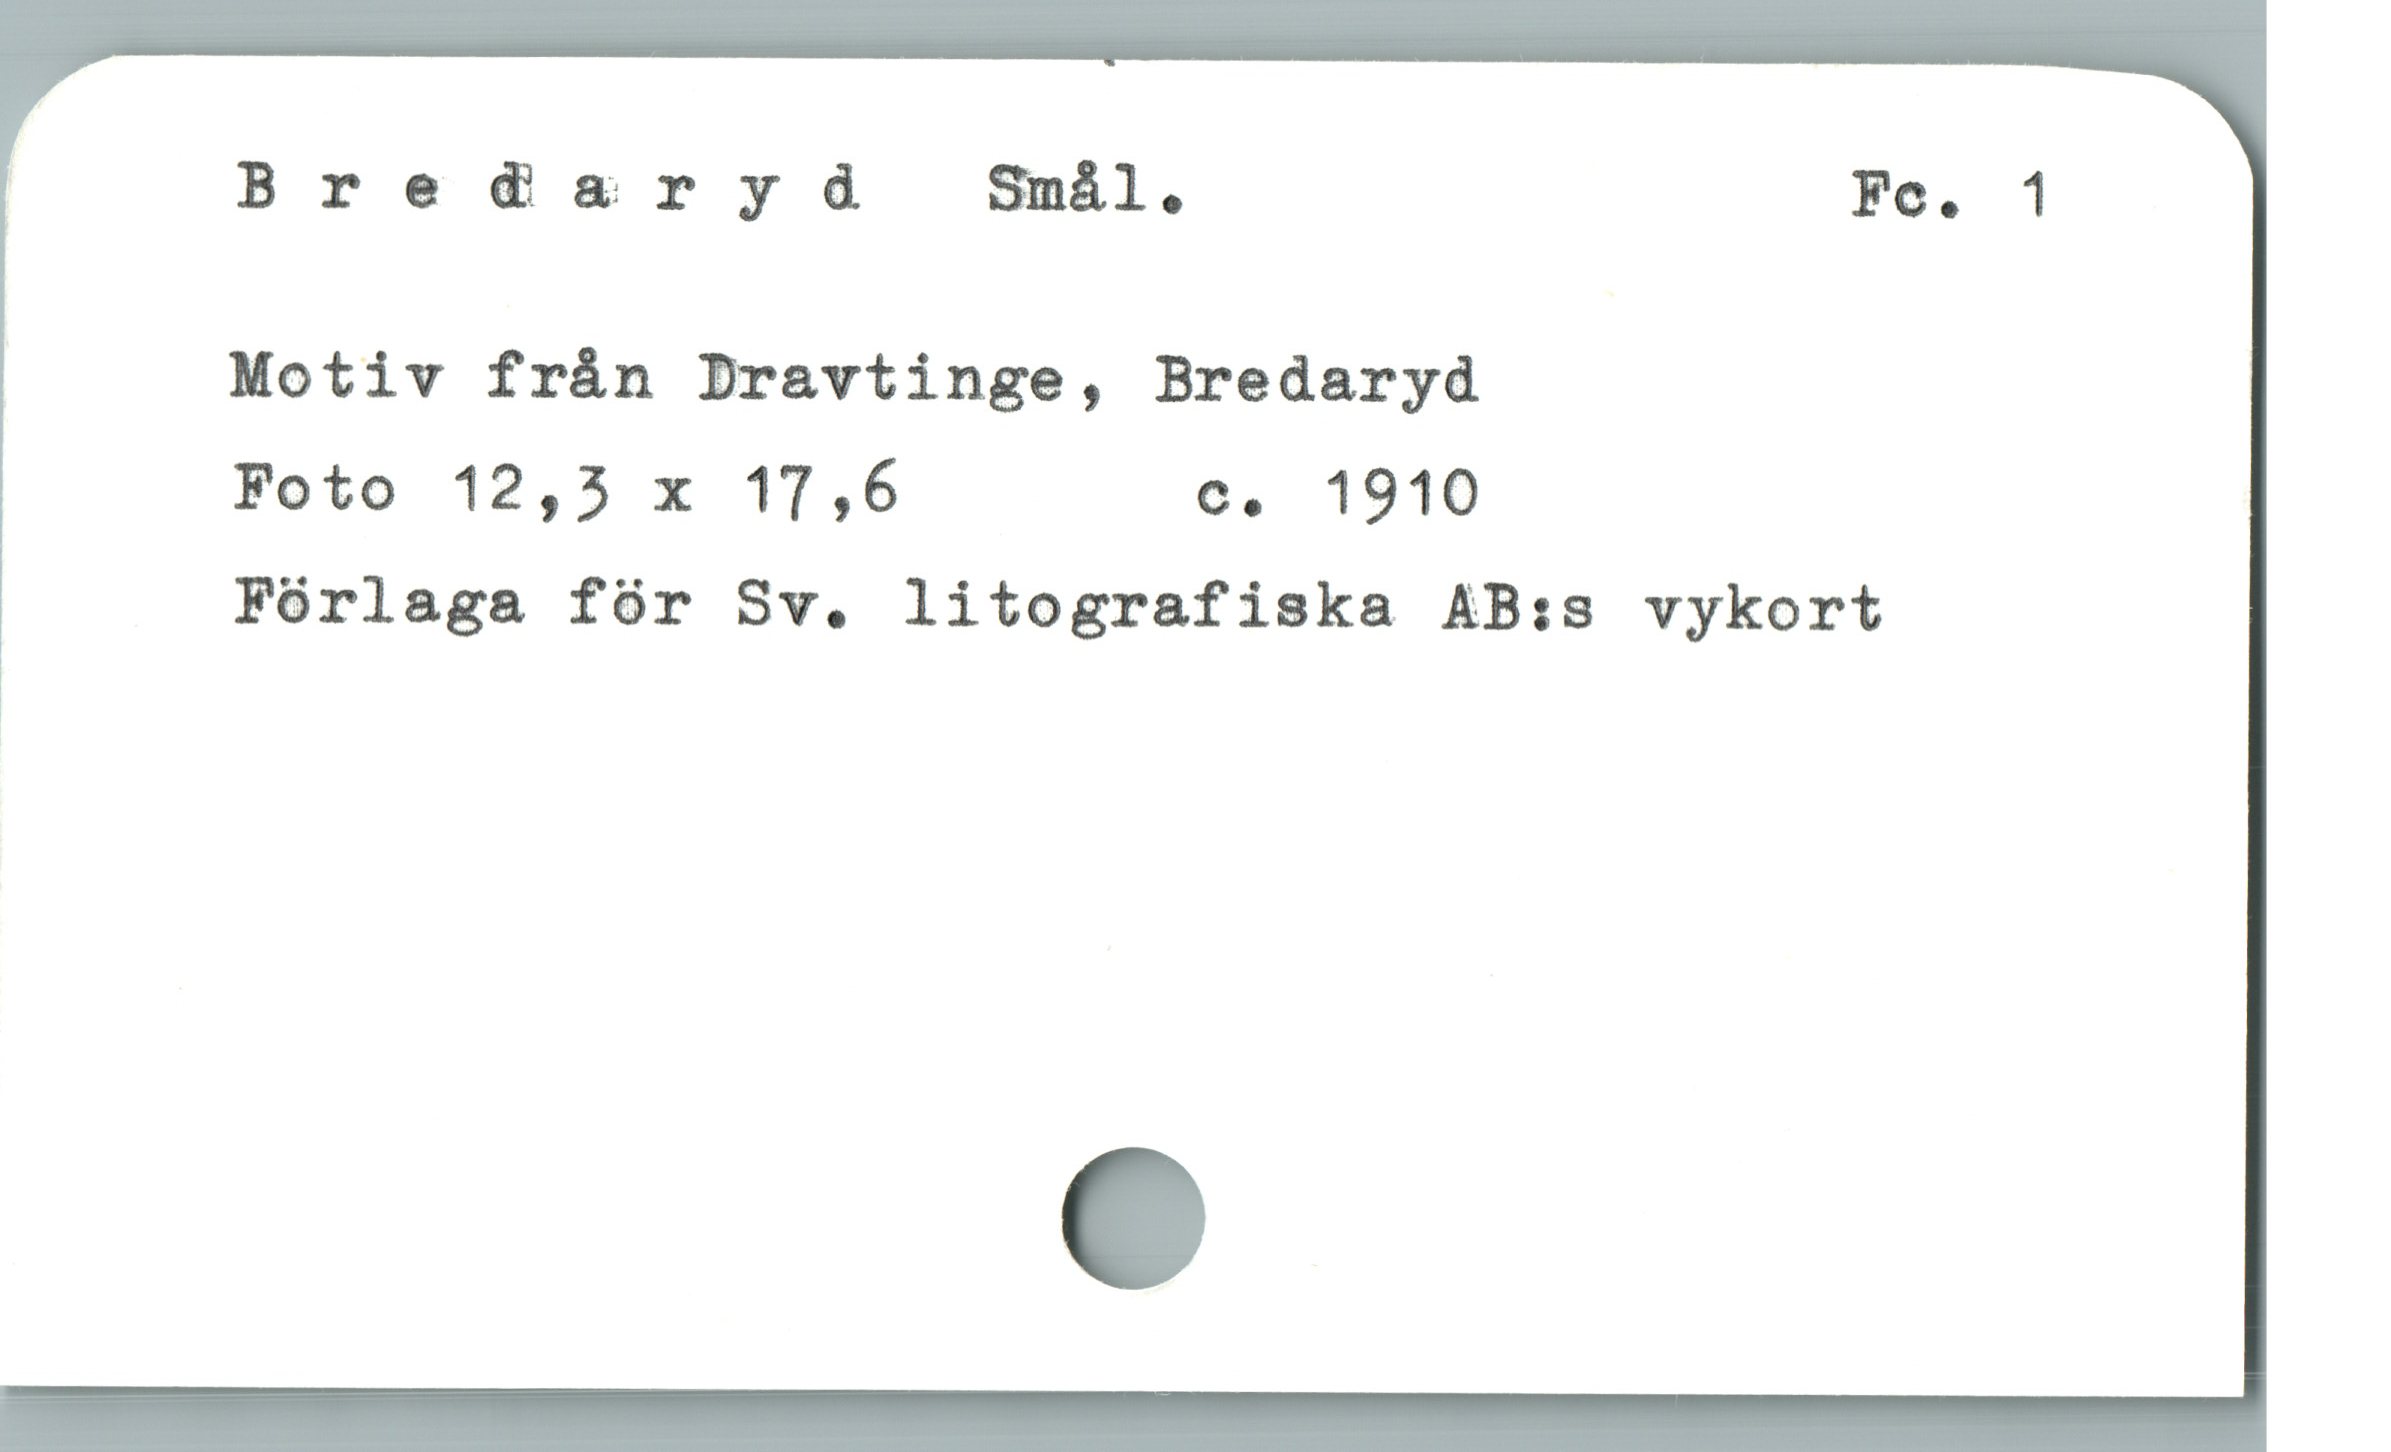 B r e d a r y d Smål. Fc. 1
Motiv från Dravtinge, Bredaryd
Foto 12,3 x 17,6 c. 1910
Förlaga för Sv. litografiska AB:s vykort